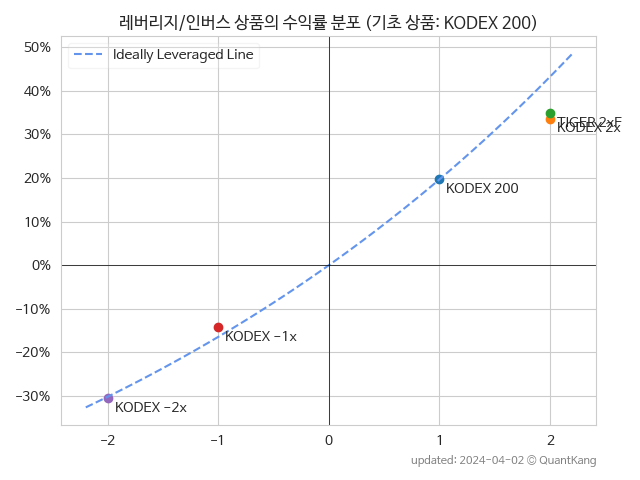 레버리지/인버스 상품의 수익률 분포 (기초 상품: KODEX 200)
Ideally Leveraged Line
50%
40%
30%
20%
10%
0%
−10%
−20%
−30%
TIGER 2xF
KODEX 2x
KODEX 200
KODEX −1x
KODEX −2x
−2
−1
0
1
2
updated: 2024-04-02 © QuantKang